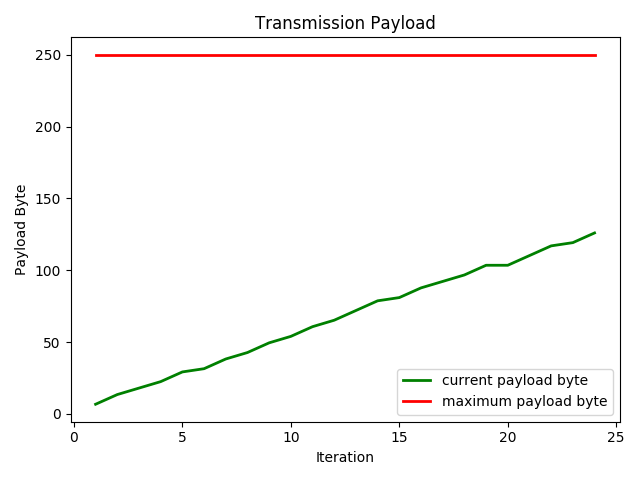 Transmission Payload
250
200
150
100
50
0
Payload Byte
current payload byte
maximum payload byte
0 5 10 15 20 25
Iteration